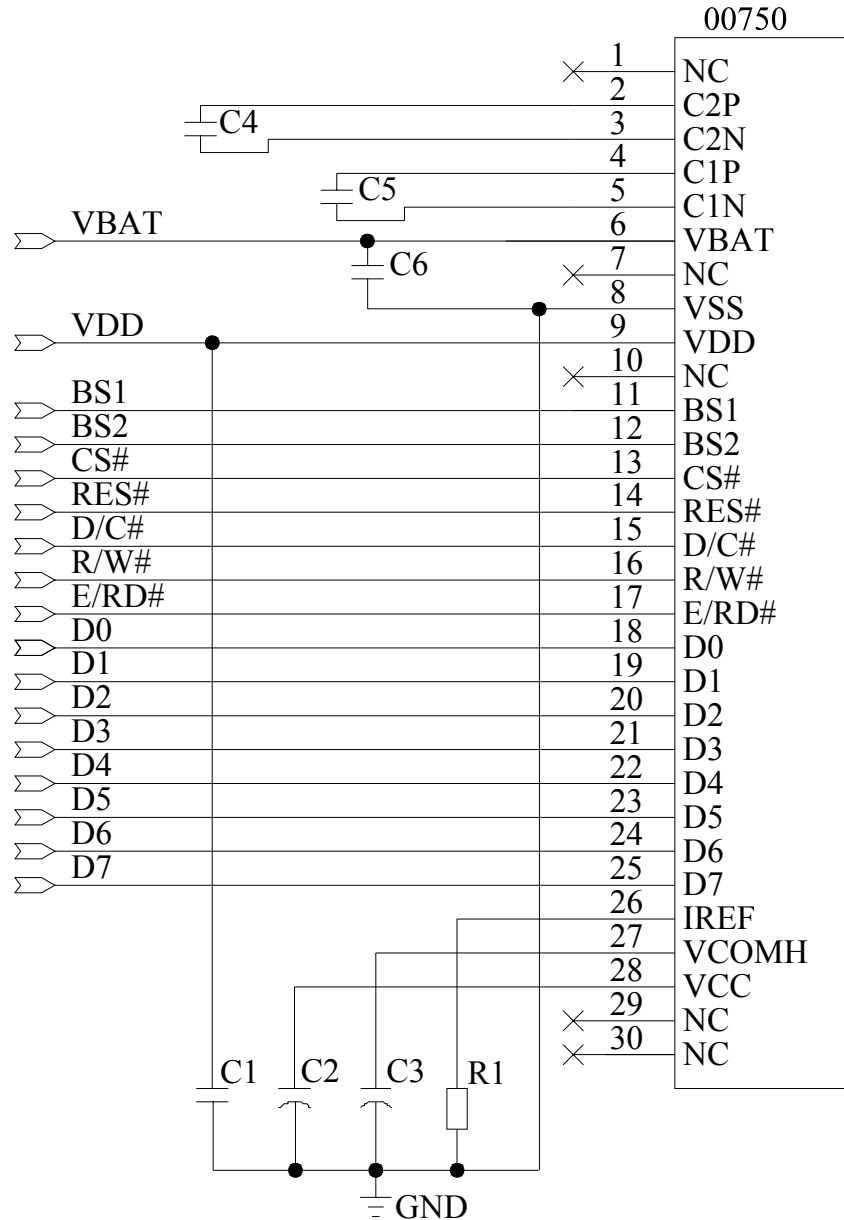 00750
1 NC
2 C2P
C4 3 C2N
4 C1P
C5 5 C1N
VBAT 6 VBAT
C6 7 NC
8 VSS
VDD 9 VDD
10 NC
BS1 11 BS1
BS2 12 BS2
CS# 13 CS#
RES# 14 RES#
D/C# 15 D/C#
R/W# 16 R/W#
E/RD# 17 E/RD#
D0 18 D0
D1 19 D1
D2 20 D2
D3 21 D3
D4 22 D4
D5 23 D5
D6 24 D6
D7 25 D7
26 IREF
27 VCOMH
28 VCC
29 NC
30 NC
C1 C2 C3 R1
GND